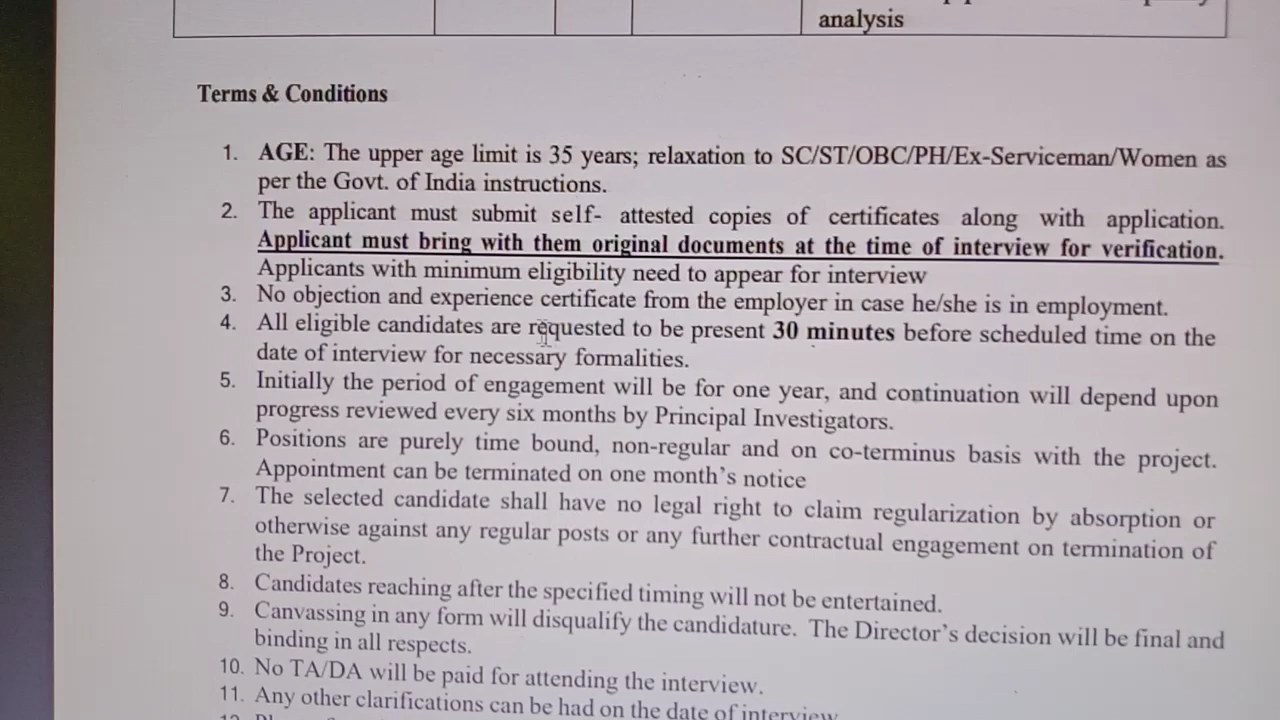 analysis
Terms & Conditions
1. AGE: The upper age limit is 35 years; relaxation to SC/ST/OBC/PH/Ex-Serviceman/Women as
per the Govt. of India instructions.
2. The applicant must submit self- attested copies of certificates along with application.
Applicant must bring with them original documents at the time of interview for verification.
Applicants with minimum eligibility need to appear for interview
3. No objection and experience certificate from the employer in case he/she is in employment.
4. All eligible candidates are requested to be present 30 minutes before scheduled time on the
date of interview for necessary formalities.
5. Initially the period of engagement will be for one year, and continuation will depend upon
progress reviewed every six months by Principal Investigators.
6. Positions are purely time bound, non-regular and on co-terminus basis with the project.
Appointment can be terminated on one month's notice
7. The selected candidate shall have no legal right to claim regularization by absorption or
otherwise against any regular posts or any further contractual engagement on termination of
the Project.
8. Candidates reaching after the specified timing will not be entertained.
9. Canvassing in any form will disqualify the candidature. The Director's decision will be final and
binding in all respects.
10. No TA/DA will be paid for attending the interview.
11. Any other clarifications can be had on the date of interview